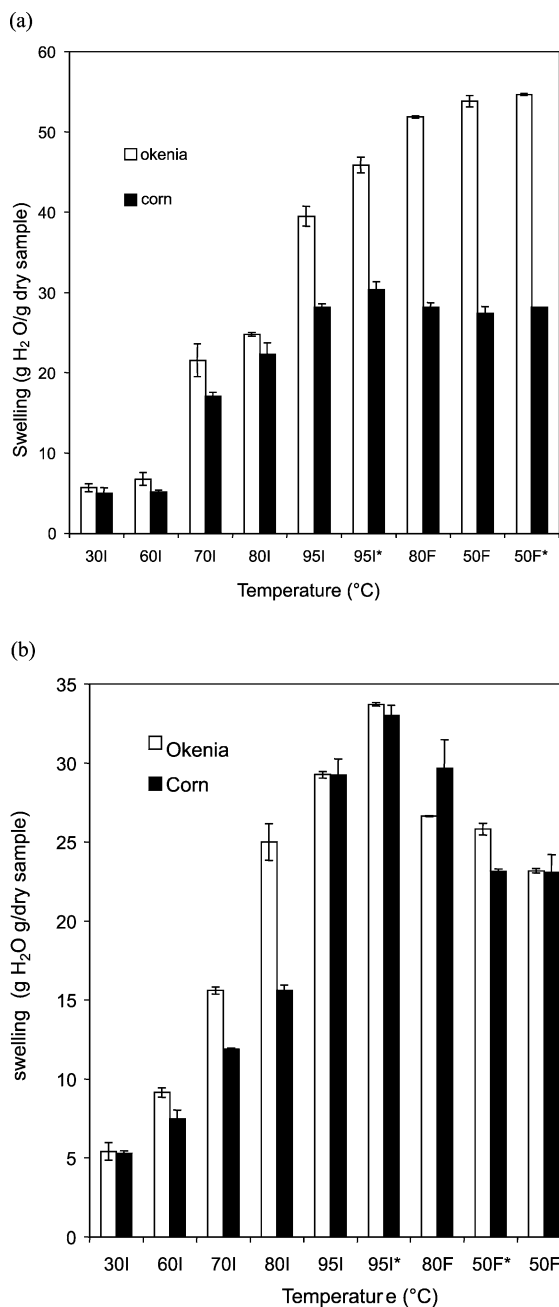 (a)
60
50
40
30
20
10
0
Swelling (g H₂ O/g dry sample)
okenia
corn
30I 60I 70I 80I 95I 95I* 80F 50F 50F*
Temperature (°C)
(b)
35
30
25
20
15
10
5
0
swelling (g H₂O g/dry sample)
Okenia
Corn
30I 60I 70I 80I 95I 95I* 80F 50F* 50F
Temperature (°C)